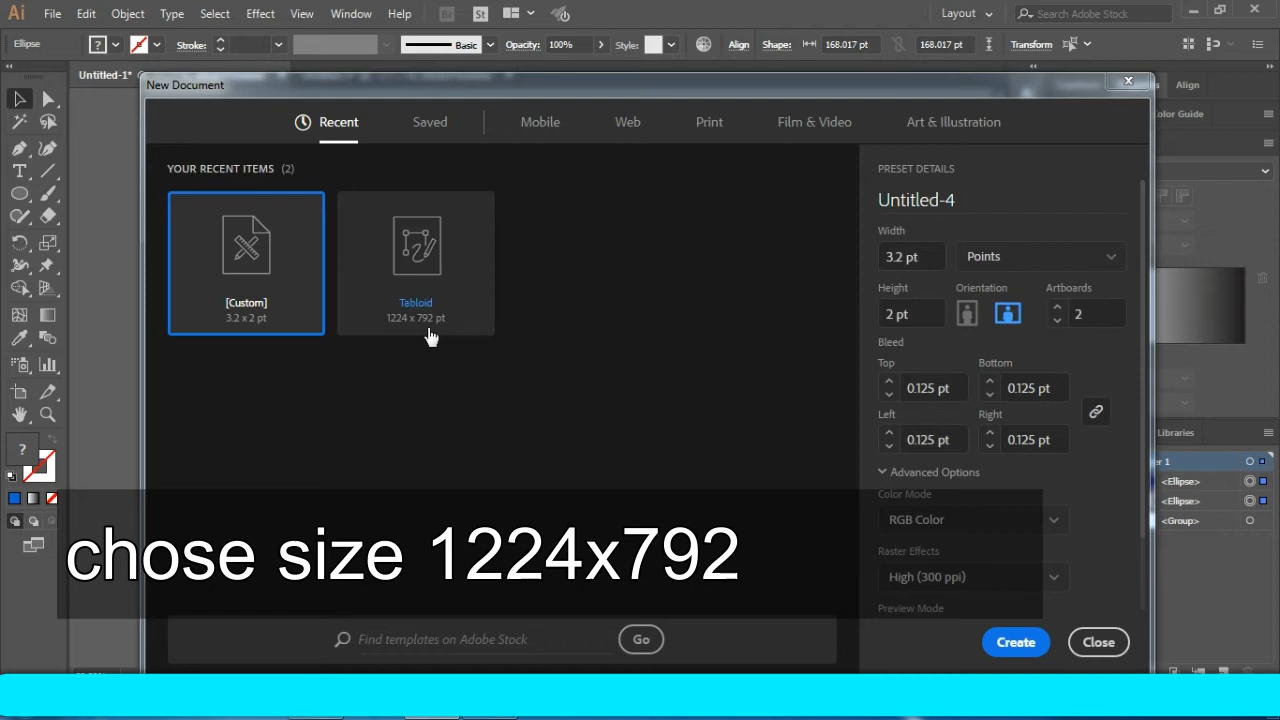 Ai File Edit Object Type Select Effect View Window Help Br St Layout Search Adobe Stock
Ellipse ? Stroke: Basic Opacity: 100% Style: Align Shape: 168.017 pt 168.017 pt Transform
Untitled-1*
New Document
Align
Color Guide
Recent Saved Mobile Web Print Film & Video Art & Illustration
YOUR RECENT ITEMS (2)
[Custom]
3.2 x 2 pt
Tabloid
1224 x 792 pt
PRESET DETAILS
Untitled-4
Width
3.2 pt Points
Height Orientation Artboards
2 pt 2
Bleed
Top Bottom
0.125 pt 0.125 pt
Left Right
0.125 pt 0.125 pt
Advanced Options
Color Mode
RGB Color
Raster Effects
High (300 ppi)
Preview Mode
Libraries
er 1
<Ellipse>
<Ellipse>
<Group>
?
chose size 1224x792
Find templates on Adobe Stock Go
Create Close